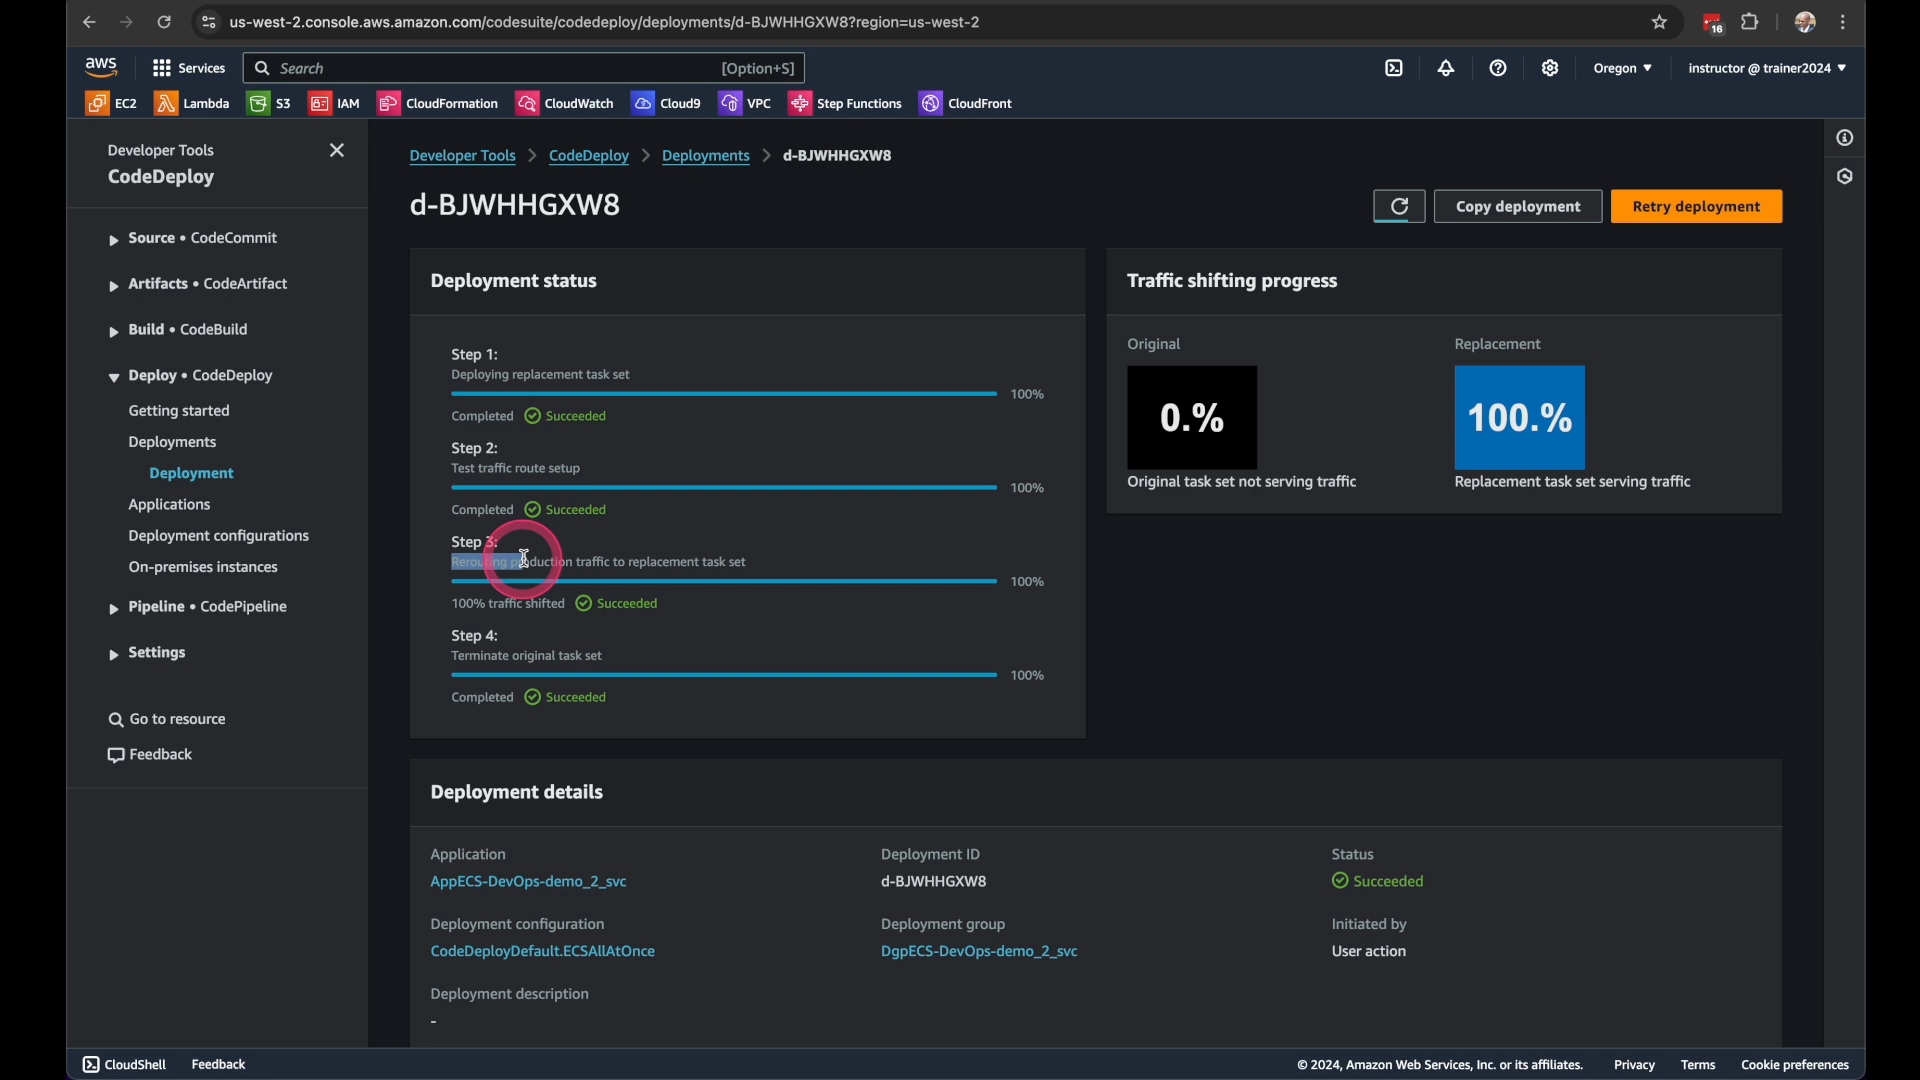 us-west-2.console.aws.amazon.com/codesuite/codedeploy/deployments/d-BJWHHGXW8?region=us-west-2
16
aws
Services
Search
[Option+S]
Oregon
instructor @ trainer2024
EC2
Lambda
S3
IAM
CloudFormation
CloudWatch
Cloud9
VPC
Step Functions
CloudFront
Developer Tools
CodeDeploy
Source • CodeCommit
Artifacts • CodeArtifact
Build • CodeBuild
Deploy • CodeDeploy
Getting started
Deployments
Deployment
Applications
Deployment configurations
On-premises instances
Pipeline • CodePipeline
Settings
Go to resource
Feedback
Developer Tools > CodeDeploy > Deployments > d-BJWHHGXW8
d-BJWHHGXW8
Copy deployment
Retry deployment
Deployment status
Step 1:
Deploying replacement task set
100%
Completed Succeeded
Step 2:
Test traffic route setup
100%
Completed Succeeded
Step 3:
Rerouting production traffic to replacement task set
100%
100% traffic shifted Succeeded
Step 4:
Terminate original task set
100%
Completed Succeeded
Traffic shifting progress
Original
0.%
Original task set not serving traffic
Replacement
100.%
Replacement task set serving traffic
Deployment details
Application
AppECS-DevOps-demo_2_svc
Deployment ID
d-BJWHHGXW8
Status
Succeeded
Deployment configuration
CodeDeployDefault.ECSAllAtOnce
Deployment group
DgpECS-DevOps-demo_2_svc
Initiated by
User action
Deployment description
-
CloudShell
Feedback
© 2024, Amazon Web Services, Inc. or its affiliates.
Privacy
Terms
Cookie preferences